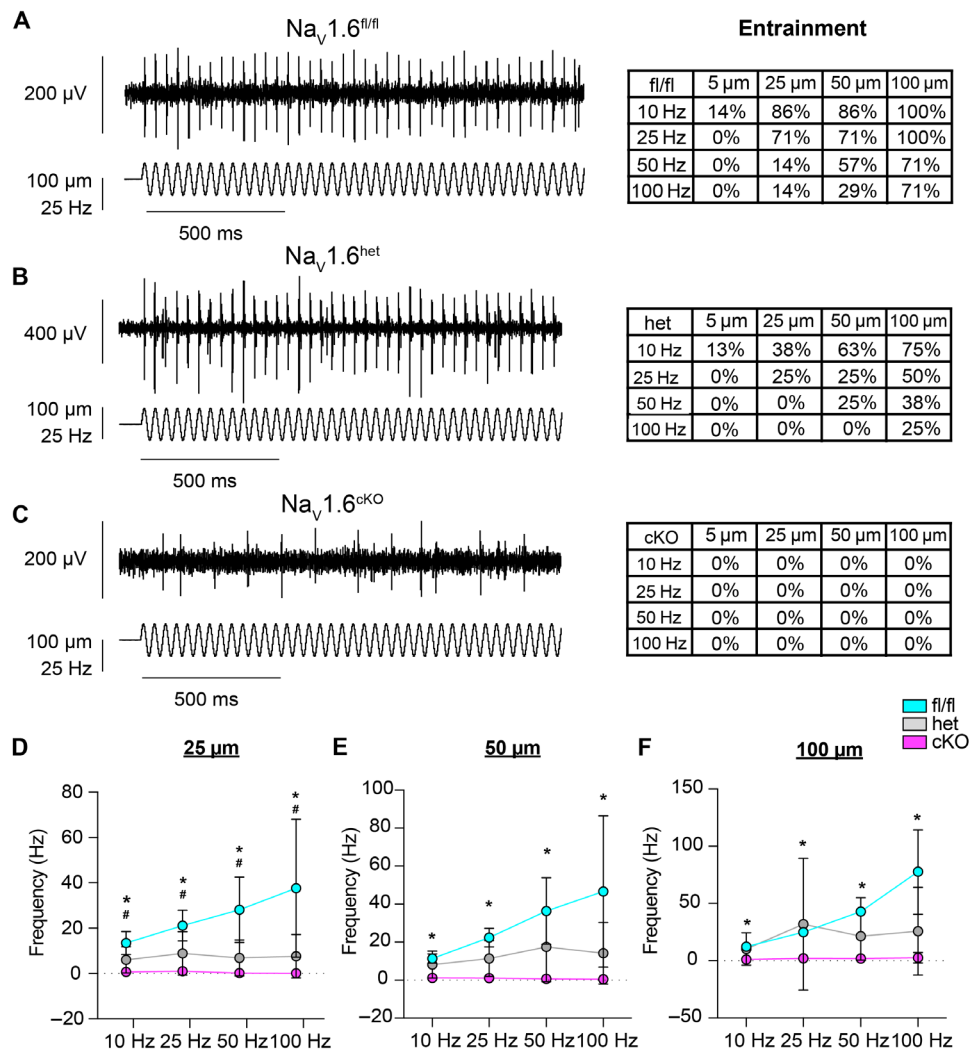 A
Na_V1.6^fl/fl
Entrainment
200 µV
100 µm
25 Hz
500 ms
fl/fl 5 µm 25 µm 50 µm 100 µm
10 Hz 14% 86% 86% 100%
25 Hz 0% 71% 71% 100%
50 Hz 0% 14% 57% 71%
100 Hz 0% 14% 29% 71%
B
Na_V1.6^het
400 µV
100 µm
25 Hz
500 ms
het 5 µm 25 µm 50 µm 100 µm
10 Hz 13% 38% 63% 75%
25 Hz 0% 25% 25% 50%
50 Hz 0% 0% 25% 38%
100 Hz 0% 0% 0% 25%
C
Na_V1.6^cKO
200 µV
100 µm
25 Hz
500 ms
cKO 5 µm 25 µm 50 µm 100 µm
10 Hz 0% 0% 0% 0%
25 Hz 0% 0% 0% 0%
50 Hz 0% 0% 0% 0%
100 Hz 0% 0% 0% 0%
fl/fl
het
cKO
D
25 µm
Frequency (Hz)
80
60
40
20
0
–20
* * * *
# # # #
10 Hz 25 Hz 50 Hz 100 Hz
E
50 µm
Frequency (Hz)
100
80
60
40
20
0
–20
* * * *
10 Hz 25 Hz 50 Hz 100 Hz
F
100 µm
Frequency (Hz)
150
100
50
0
–50
* * * *
10 Hz 25 Hz 50 Hz 100 Hz